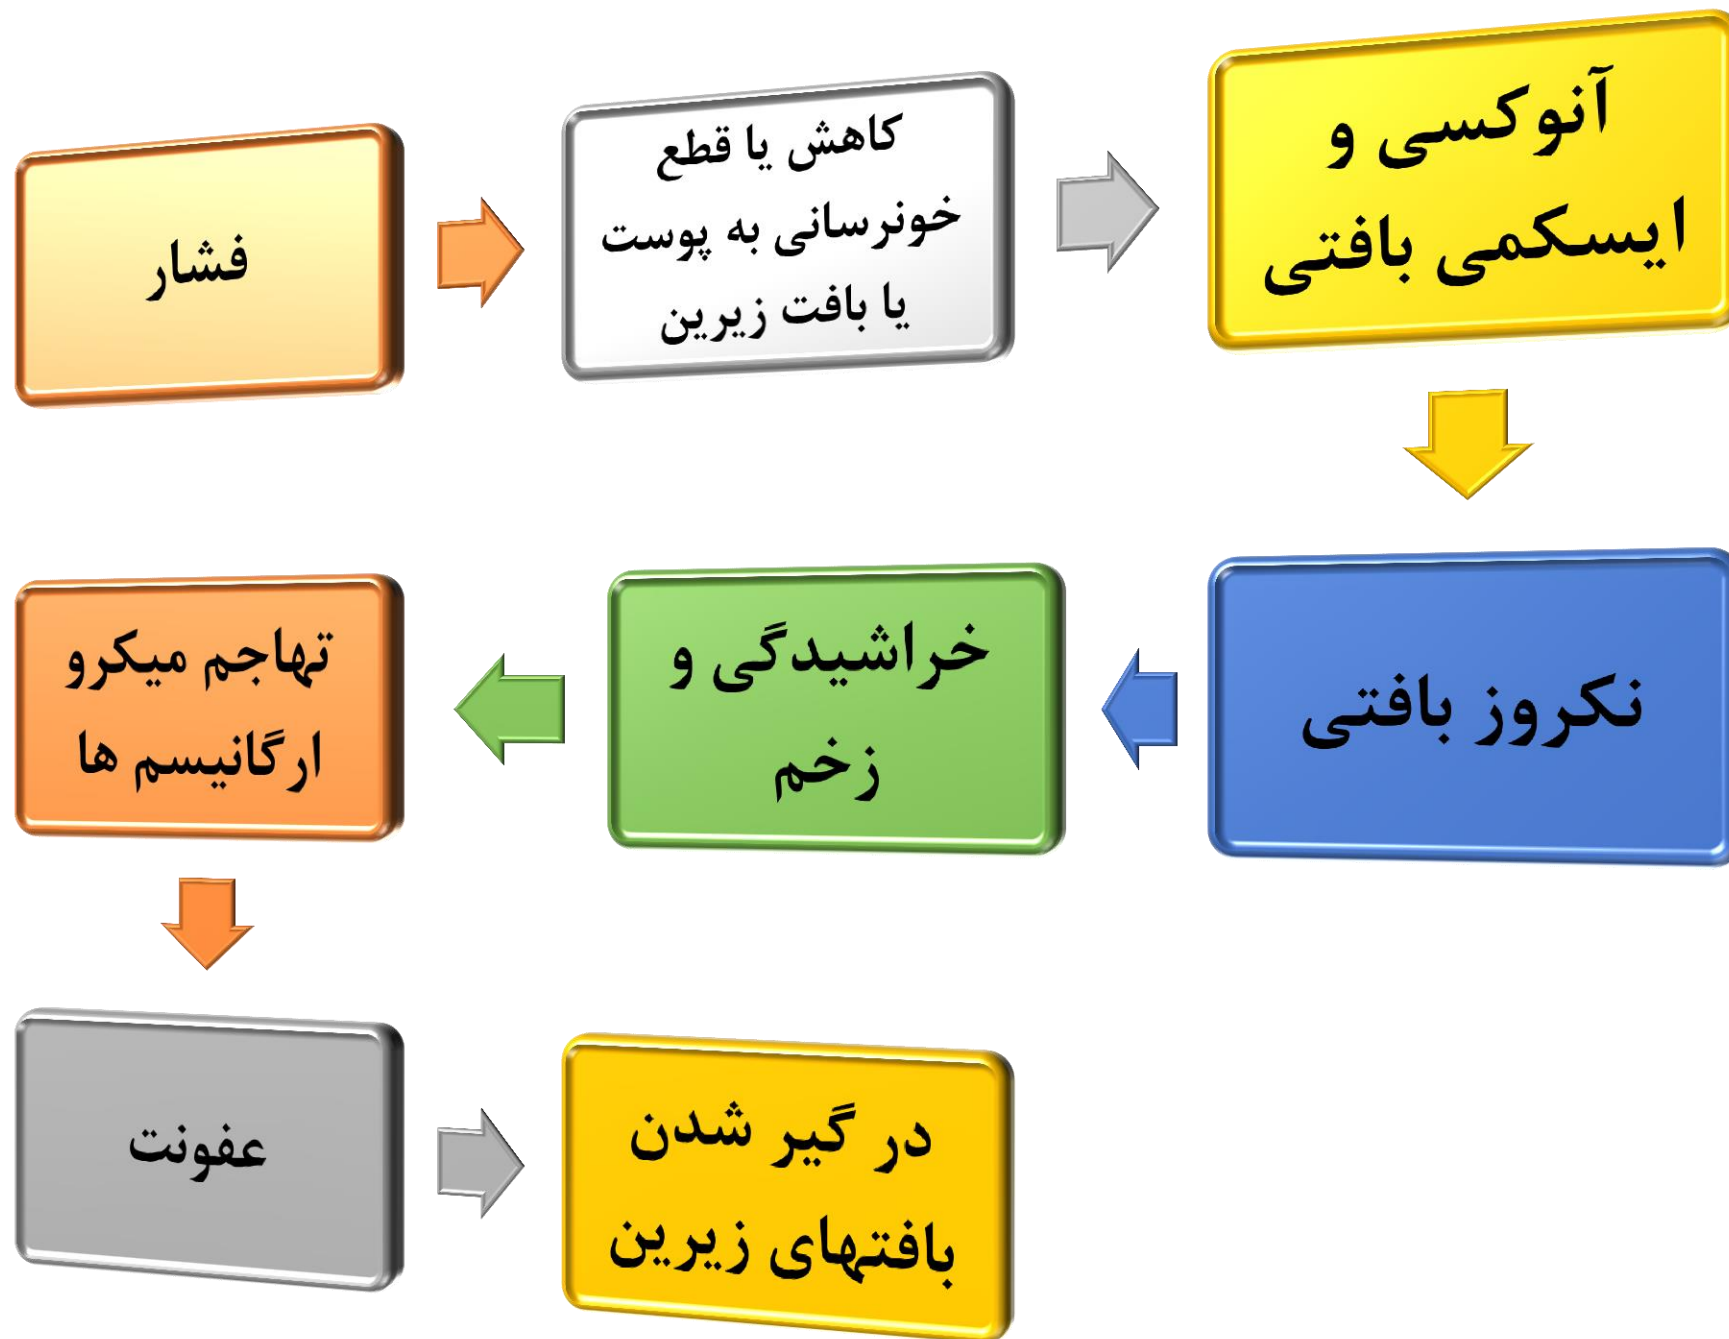 فشار
کاهش یا قطع
خونرسانی به پوست
یا بافت زیرین
آنوکسی و
ایسکمی بافتی
نکروز بافتی
خراشیدگی و
زخم
تهاجم میکرو
ارگانیسم ها
عفونت
در گیر شدن
بافتهای زیرین